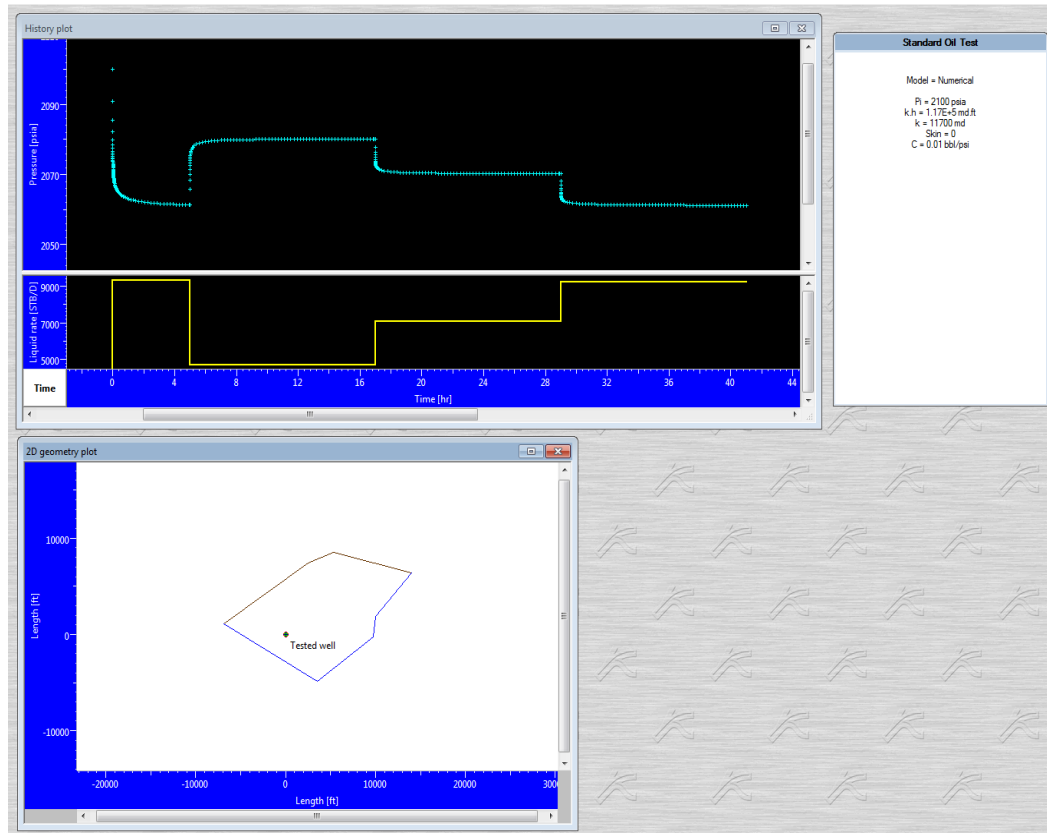 History plot
Standard Oil Test
Model = Numerical
Pi = 2100 psia
k.h = 1.17E+5 md.ft
k = 11700 md
Skin = 0
C = 0.01 bbl/psi
2090
2070
2050
Pressure [psia]
9000
7000
5000
Liquid rate [STB/D]
Time
0 4 8 12 16 20 24 28 32 36 40 44
Time [hr]
2D geometry plot
10000
0
-10000
Length [ft]
Tested well
-20000 -10000 0 10000 20000
Length [ft]